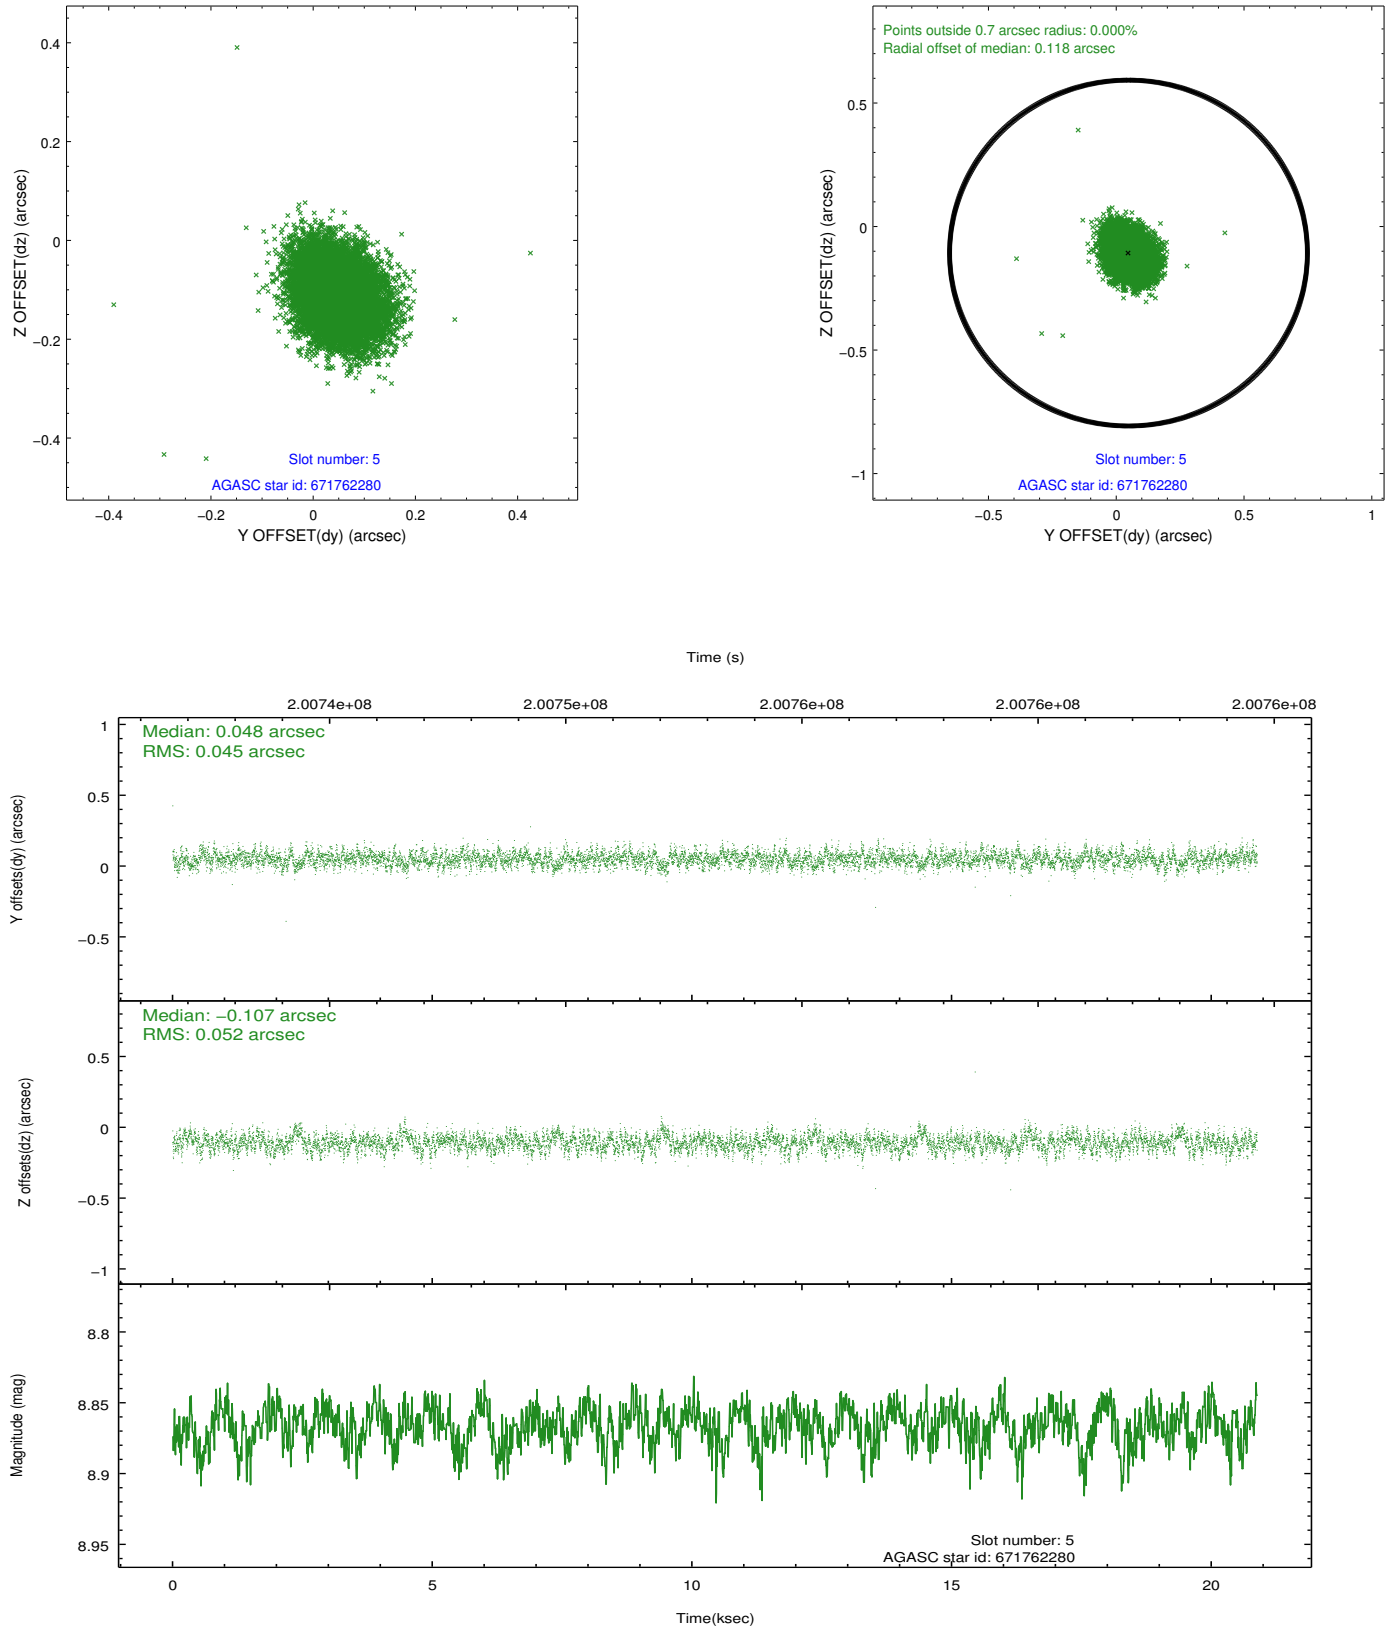 0.4
0.2
0
−0.2
−0.4
Z OFFSET(dz) (arcsec)
Slot number: 5
AGASC star id: 671762280
−0.4
−0.2
0
0.2
0.4
Y OFFSET(dy) (arcsec)
Points outside 0.7 arcsec radius: 0.000%
Radial offset of median: 0.118 arcsec
0.5
0
−0.5
−1
Z OFFSET(dz) (arcsec)
Slot number: 5
AGASC star id: 671762280
−0.5
0
0.5
1
Y OFFSET(dy) (arcsec)
Time (s)
2.0074e+08
2.0075e+08
2.0076e+08
2.0076e+08
2.0076e+08
Median: 0.048 arcsec
RMS: 0.045 arcsec
1
0.5
0
−0.5
Y offsets(dy) (arcsec)
Median: −0.107 arcsec
RMS: 0.052 arcsec
0.5
0
−0.5
−1
Z offsets(dz) (arcsec)
8.8
8.85
8.9
8.95
Magnitude (mag)
Slot number: 5
AGASC star id: 671762280
0
5
10
15
20
Time(ksec)